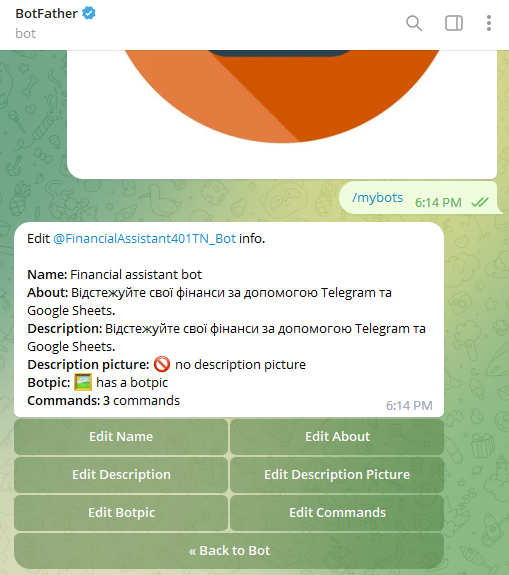 BotFather
bot
/mybots 6:14 PM
Edit @FinancialAssistant401TN_Bot info.
Name: Financial assistant bot
About: Відстежуйте свої фінанси за допомогою Telegram та
Google Sheets.
Description: Відстежуйте свої фінанси за допомогою Telegram та
Google Sheets.
Description picture: 🚫 no description picture
Botpic: 🖼️ has a botpic
Commands: 3 commands
6:14 PM
Edit Name
Edit About
Edit Description
Edit Description Picture
Edit Botpic
Edit Commands
« Back to Bot